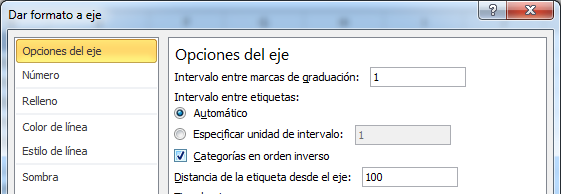 Dar formato a eje
Opciones del eje
Número
Relleno
Color de línea
Estilo de línea
Sombra
Opciones del eje
Intervalo entre marcas de graduación: 1
Intervalo entre etiquetas:
Automático
Especificar unidad de intervalo: 1
Categorías en orden inverso
Distancia de la etiqueta desde el eje: 100